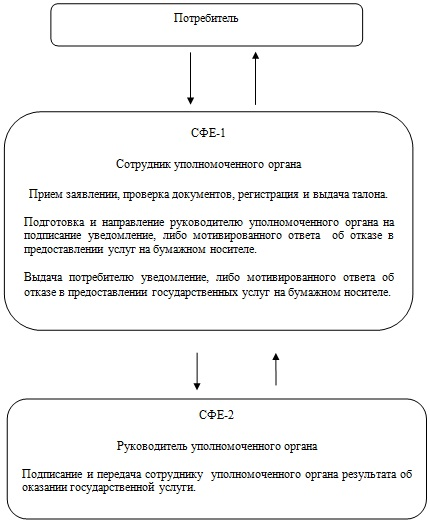 Потребитель
СФЕ-1
Сотрудник уполномоченного органа
Прием заявлении, проверка документов, регистрация и выдача талона.
Подготовка и направление руководителю уполномоченного органа на
подписание уведомление, либо мотивированного ответа об отказе в
предоставлении услуг на бумажном носителе.
Выдача потребителю уведомление, либо мотивированного ответа об
отказе в предоставлении государственных услуг на бумажном носителе.
СФЕ-2
Руководитель уполномоченного органа
Подписание и передача сотруднику уполномоченного органа результата об
оказании государственной услуги.